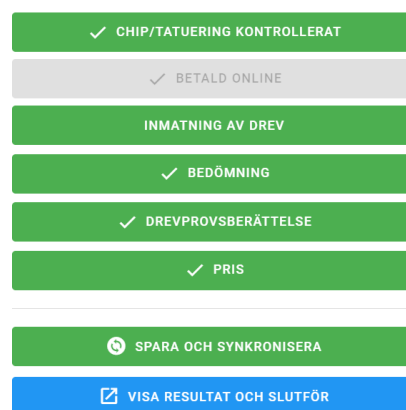 CHIP/TATUERING KONTROLLERAT
BETALD ONLINE
INMATNING AV DREV
BEDÖMNING
DREVPROVSBERÄTTELSE
PRIS
SPARA OCH SYNKRONISERA
VISA RESULTAT OCH SLUTFÖR